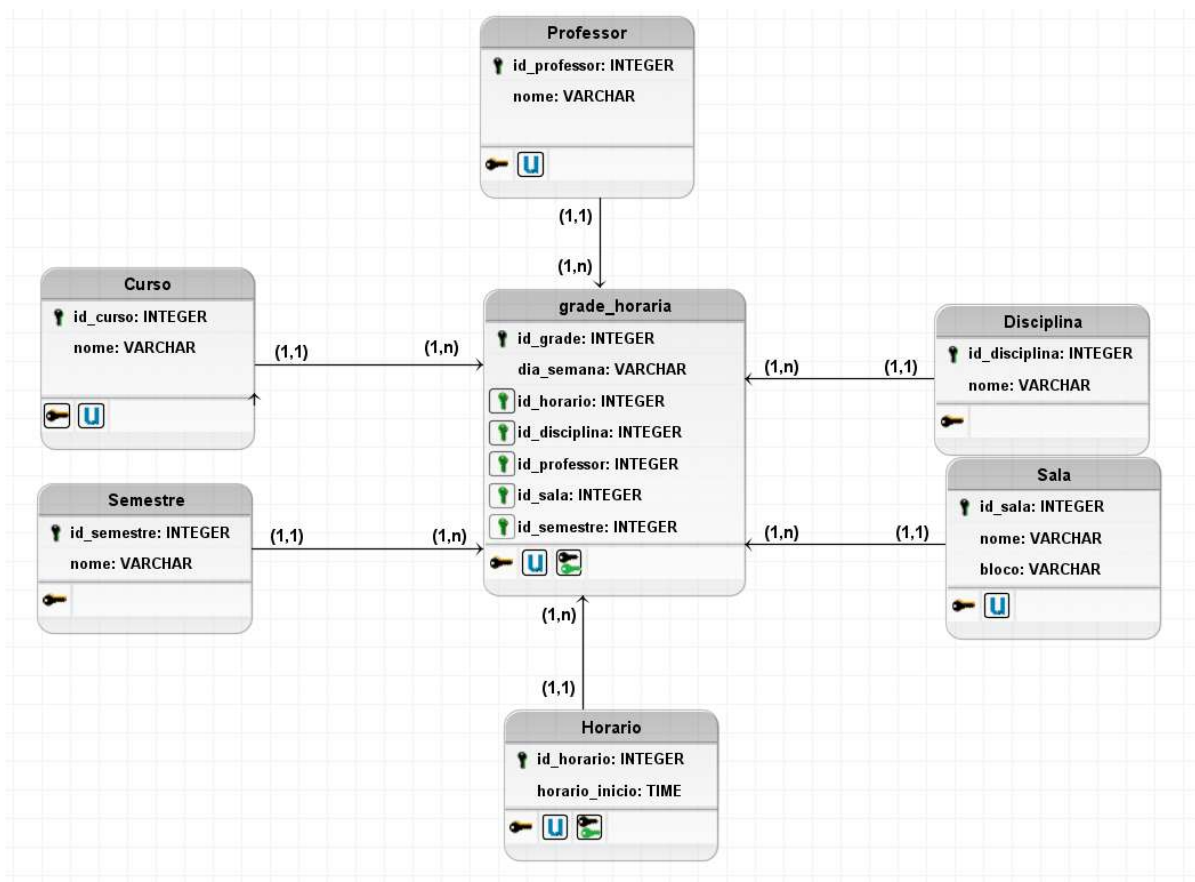 Professor
id_professor: INTEGER
nome: VARCHAR
U
(1,1)
(1,n)
Curso
id_curso: INTEGER
nome: VARCHAR
U
(1,1)
(1,n)
grade_horaria
id_grade: INTEGER
dia_semana: VARCHAR
id_horario: INTEGER
id_disciplina: INTEGER
id_professor: INTEGER
id_sala: INTEGER
id_semestre: INTEGER
U
(1,n)
(1,1)
Disciplina
id_disciplina: INTEGER
nome: VARCHAR
Semestre
id_semestre: INTEGER
nome: VARCHAR
(1,1)
(1,n)
(1,n)
(1,1)
Sala
id_sala: INTEGER
nome: VARCHAR
bloco: VARCHAR
U
(1,n)
(1,1)
Horario
id_horario: INTEGER
horario_inicio: TIME
U